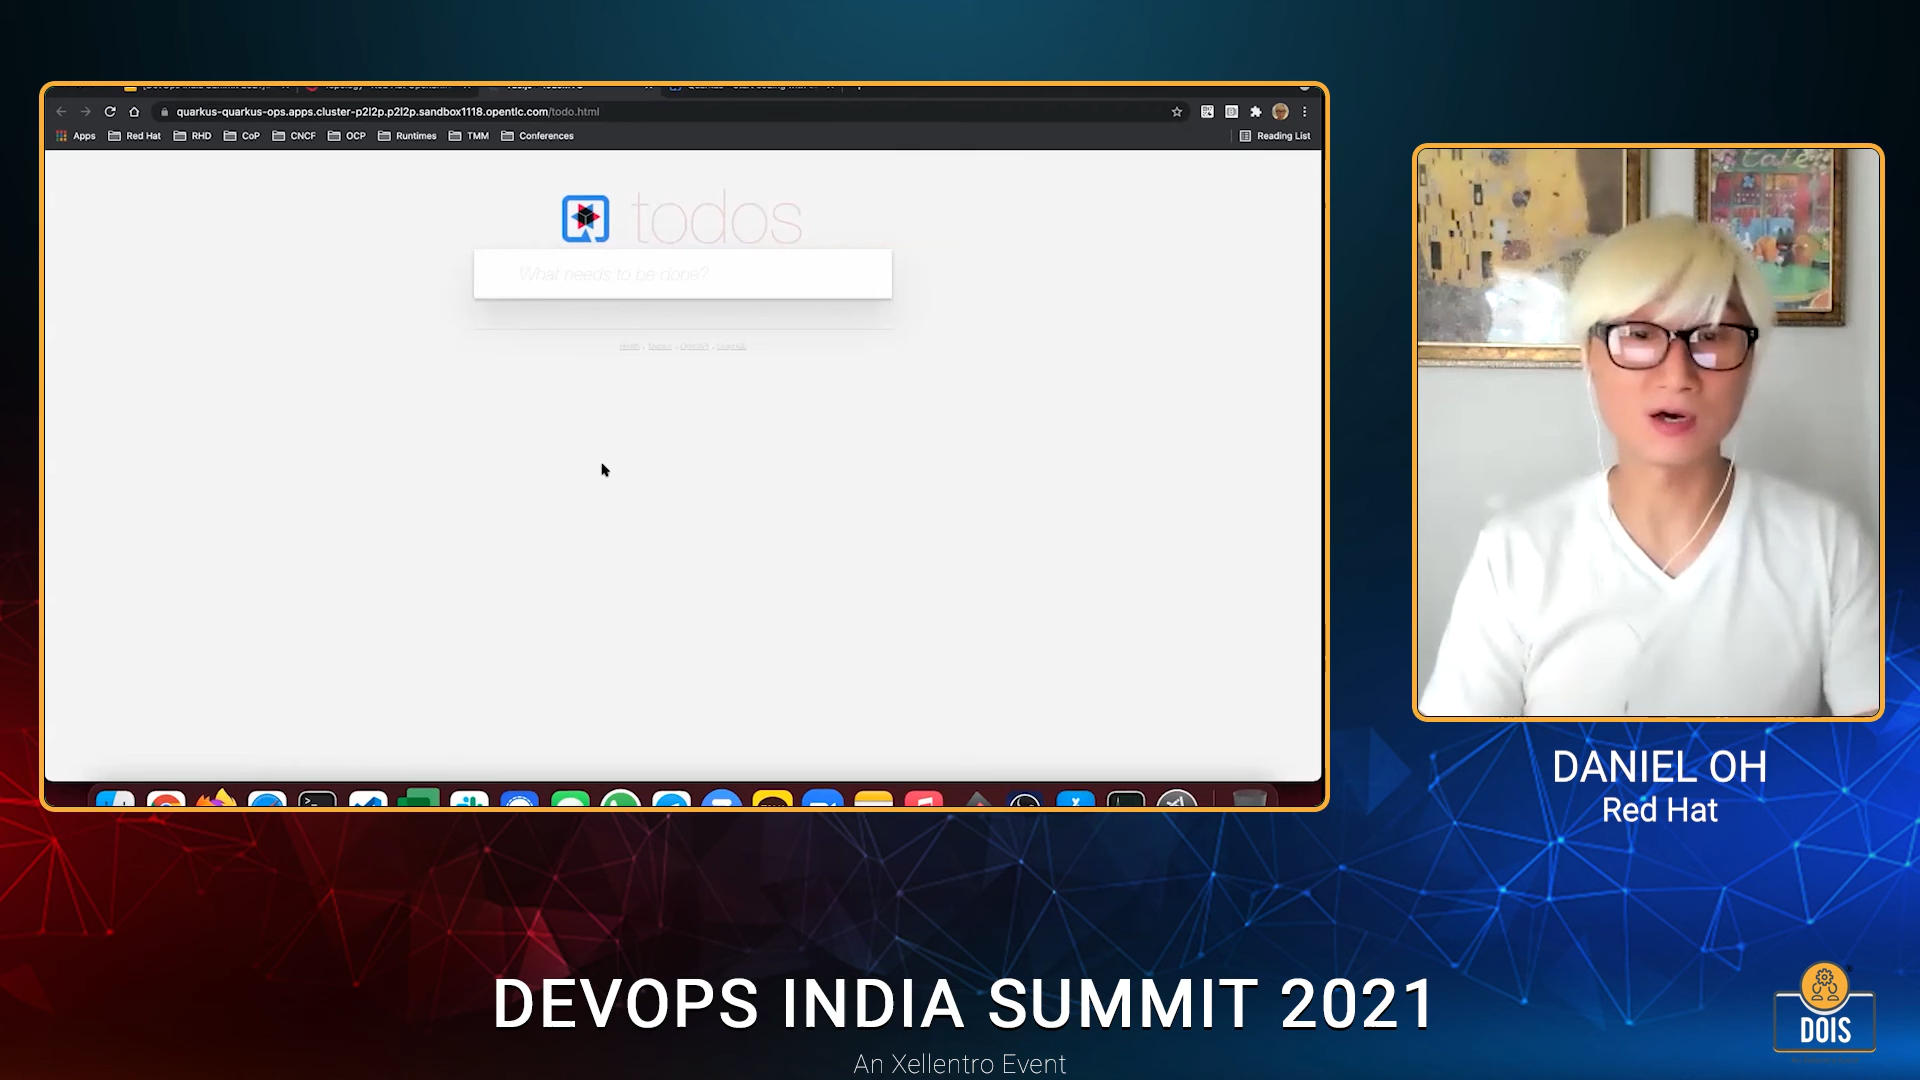 quarkus-quarkus-ops.apps.cluster-p2l2p.p2l2p.sandbox1118.opentlc.com/todo.html
Apps Red Hat RHD CoP CNCF OCP Runtimes TMM Conferences Reading List
todos
What needs to be done?
Cafe
DANIEL OH
Red Hat
DEVOPS INDIA SUMMIT 2021
An Xellentro Event
DOIS